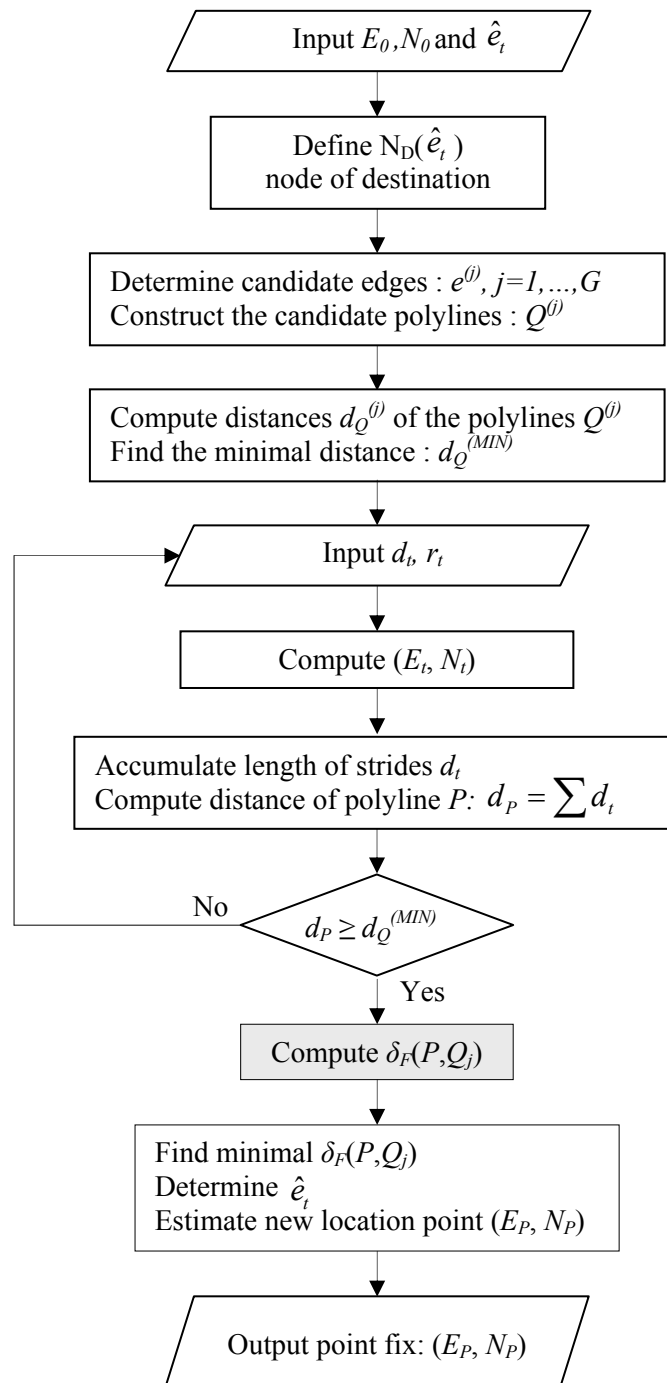 Input E₀,N₀ and ê_t
Define N_D(ê_t)
node of destination
Determine candidate edges : e⁽ʲ⁾, j=1,...,G
Construct the candidate polylines : Q⁽ʲ⁾
Compute distances d_Q⁽ʲ⁾ of the polylines Q⁽ʲ⁾
Find the minimal distance : d_Q⁽ᴹᴵᴺ⁾
Input d_t, r_t
Compute (E_t, N_t)
Accumulate length of strides d_t
Compute distance of polyline P: d_P = ∑ d_t
No
d_P ≥ d_Q⁽ᴹᴵᴺ⁾
Yes
Compute δ_F(P,Q_j)
Find minimal δ_F(P,Q_j)
Determine ê_t
Estimate new location point (E_P, N_P)
Output point fix: (E_P, N_P)